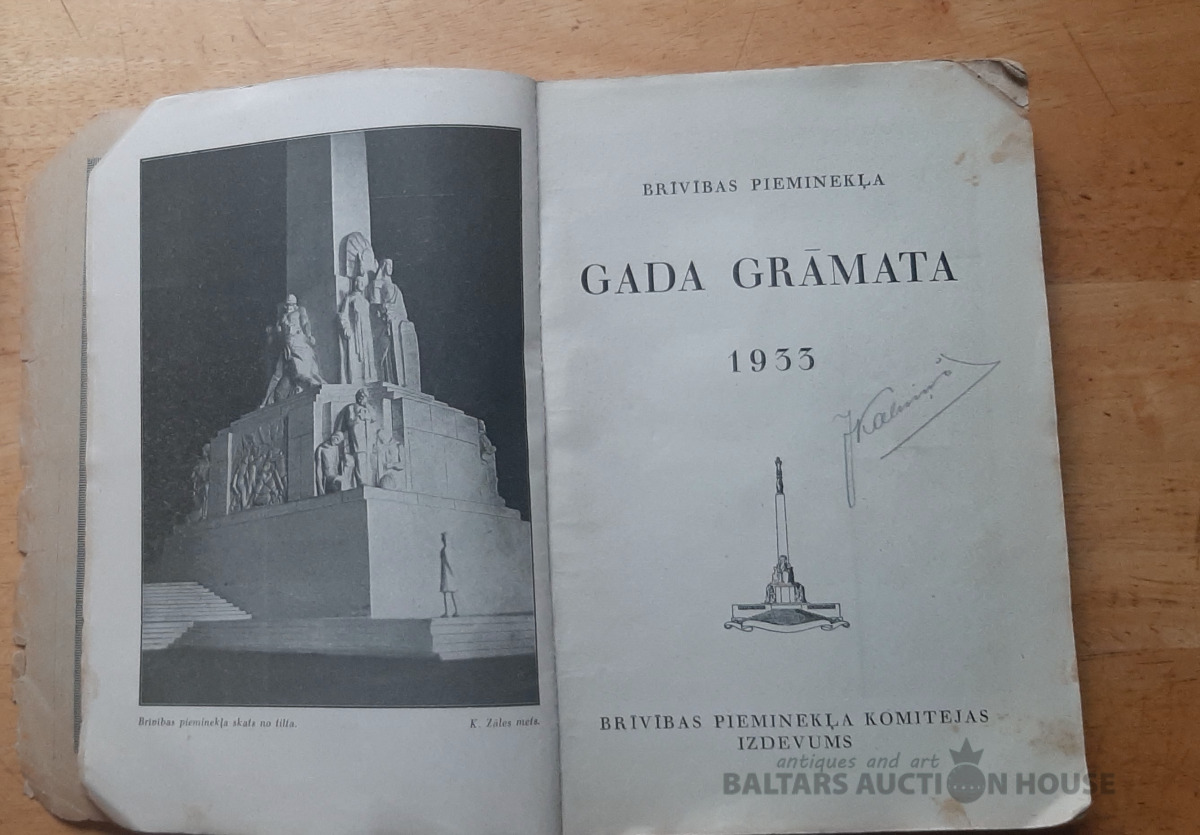 Brīvības pieminekļa skats no tilta.
K. Zāles mets.
BRĪVĪBAS PIEMINEKĻA
GADA GRĀMATA
1933
JKalniņš
BRĪVĪBAS PIEMINEKĻA KOMITEJAS
IZDEVUMS
antiques and art
BALTARS AUCTION HOUSE